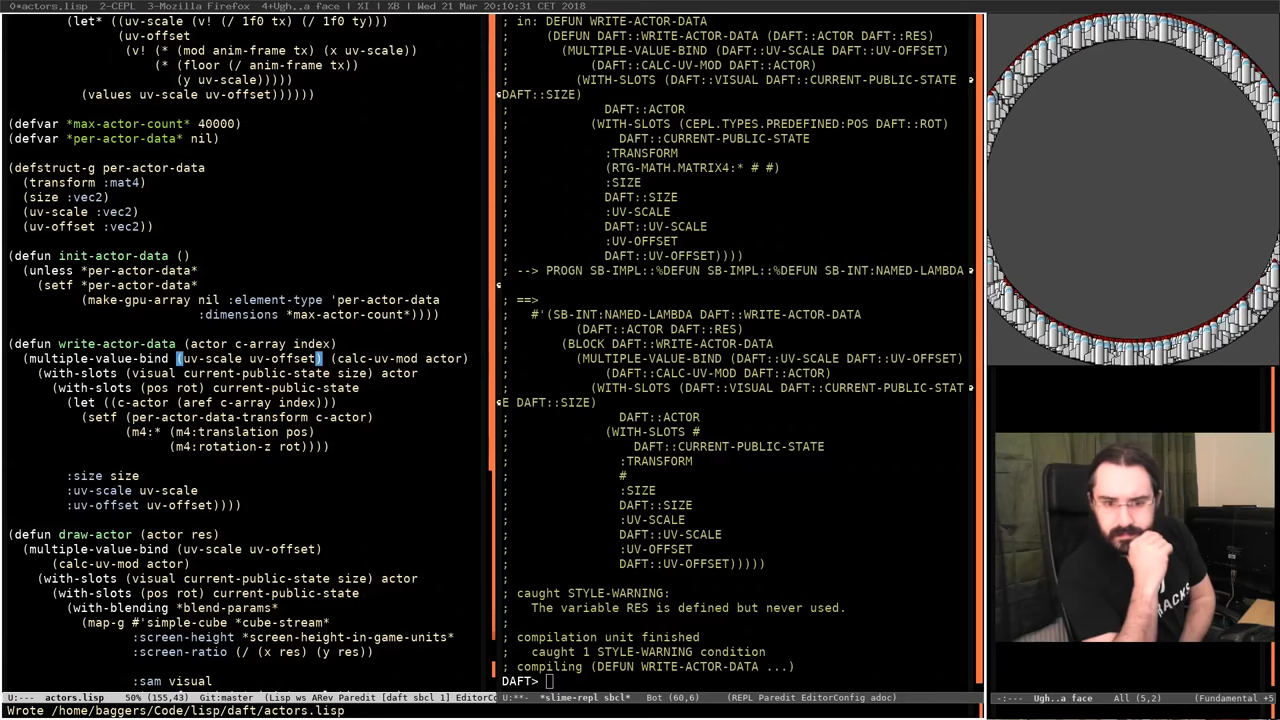 0*actors.lisp  2-CEPL  3-Mozilla Firefox  4+Ugh..a face | %I | %B | Wed 21 Mar 20:10:31 CET 2018
(let* ((uv-scale (v! (/ 1f0 tx) (/ 1f0 ty)))
(uv-offset
(v! (* (mod anim-frame tx) (x uv-scale))
(* (floor (/ anim-frame tx))
(y uv-scale)))))
(values uv-scale uv-offset))))))
(defvar *max-actor-count* 40000)
(defvar *per-actor-data* nil)
(defstruct-g per-actor-data
(transform :mat4)
(size :vec2)
(uv-scale :vec2)
(uv-offset :vec2))
(defun init-actor-data ()
(unless *per-actor-data*
(setf *per-actor-data*
(make-gpu-array nil :element-type 'per-actor-data
:dimensions *max-actor-count*))))
(defun write-actor-data (actor c-array index)
(multiple-value-bind (uv-scale uv-offset) (calc-uv-mod actor)
(with-slots (visual current-public-state size) actor
(with-slots (pos rot) current-public-state
(let ((c-actor (aref c-array index)))
(setf (per-actor-data-transform c-actor)
(m4:* (m4:translation pos)
(m4:rotation-z rot))))
:size size
:uv-scale uv-scale
:uv-offset uv-offset))))
(defun draw-actor (actor res)
(multiple-value-bind (uv-scale uv-offset)
(calc-uv-mod actor)
(with-slots (visual current-public-state size) actor
(with-slots (pos rot) current-public-state
(with-blending *blend-params*
(map-g #'simple-cube *cube-stream*
:screen-height *screen-height-in-game-units*
:screen-ratio (/ (x res) (y res))
:sam visual
U:---  actors.lisp  50% (155,43)  Git:master  (Lisp ws ARev Paredit [daft sbcl 1] EditorCo
Wrote /home/baggers/Code/lisp/daft/actors.lisp
; in: DEFUN WRITE-ACTOR-DATA
;     (DEFUN DAFT::WRITE-ACTOR-DATA (DAFT::ACTOR DAFT::RES)
;       (MULTIPLE-VALUE-BIND (DAFT::UV-SCALE DAFT::UV-OFFSET)
;           (DAFT::CALC-UV-MOD DAFT::ACTOR)
;         (WITH-SLOTS (DAFT::VISUAL DAFT::CURRENT-PUBLIC-STATE
DAFT::SIZE)
;             DAFT::ACTOR
;           (WITH-SLOTS (CEPL.TYPES.PREDEFINED:POS DAFT::ROT)
;               DAFT::CURRENT-PUBLIC-STATE
;             :TRANSFORM
;             (RTG-MATH.MATRIX4:* # #)
;             :SIZE
;             DAFT::SIZE
;             :UV-SCALE
;             DAFT::UV-SCALE
;             :UV-OFFSET
;             DAFT::UV-OFFSET))))
; --> PROGN SB-IMPL::%DEFUN SB-IMPL::%DEFUN SB-INT:NAMED-LAMBDA
; ==>
;   #'(SB-INT:NAMED-LAMBDA DAFT::WRITE-ACTOR-DATA
;         (DAFT::ACTOR DAFT::RES)
;       (BLOCK DAFT::WRITE-ACTOR-DATA
;         (MULTIPLE-VALUE-BIND (DAFT::UV-SCALE DAFT::UV-OFFSET)
;             (DAFT::CALC-UV-MOD DAFT::ACTOR)
;           (WITH-SLOTS (DAFT::VISUAL DAFT::CURRENT-PUBLIC-STAT
E DAFT::SIZE)
;               DAFT::ACTOR
;             (WITH-SLOTS #
;                 DAFT::CURRENT-PUBLIC-STATE
;               :TRANSFORM
;               #
;               :SIZE
;               DAFT::SIZE
;               :UV-SCALE
;               DAFT::UV-SCALE
;               :UV-OFFSET
;               DAFT::UV-OFFSET)))))
;
; caught STYLE-WARNING:
;   The variable RES is defined but never used.
;
; compilation unit finished
;   caught 1 STYLE-WARNING condition
; compiling (DEFUN WRITE-ACTOR-DATA ...)
DAFT>
U:**-  *slime-repl sbcl*  Bot (60,6)  (REPL Paredit EditorConfig adoc)
-:---  Ugh..a face  All (5,2)  (Fundamental +5